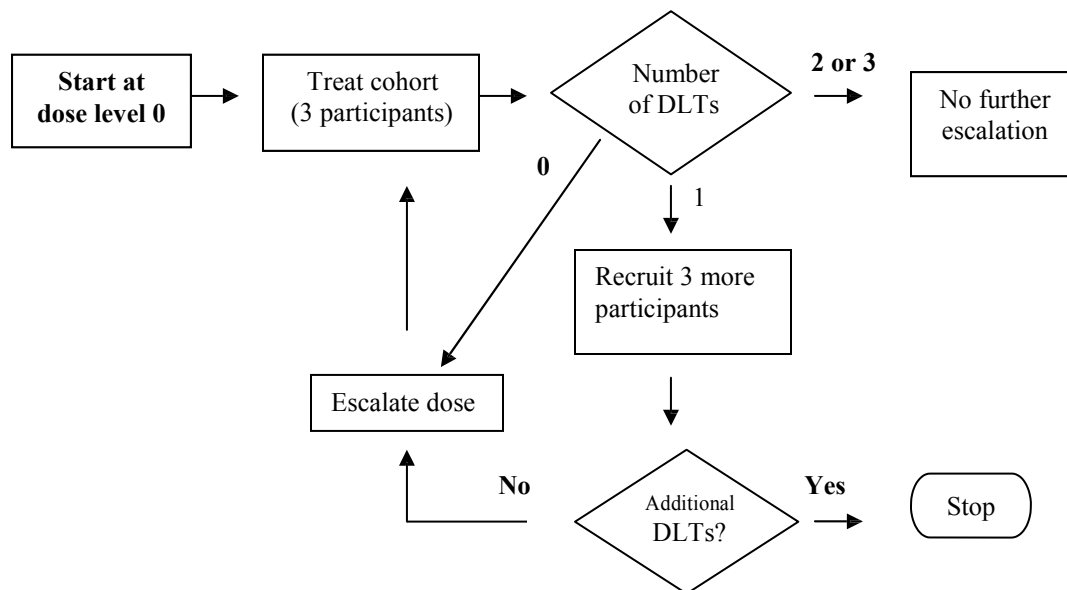 Start at
dose level 0
Treat cohort
(3 participants)
Number
of DLTs
2 or 3
No further
escalation
0
1
Recruit 3 more
participants
Escalate dose
No
Additional
DLTs?
Yes
Stop